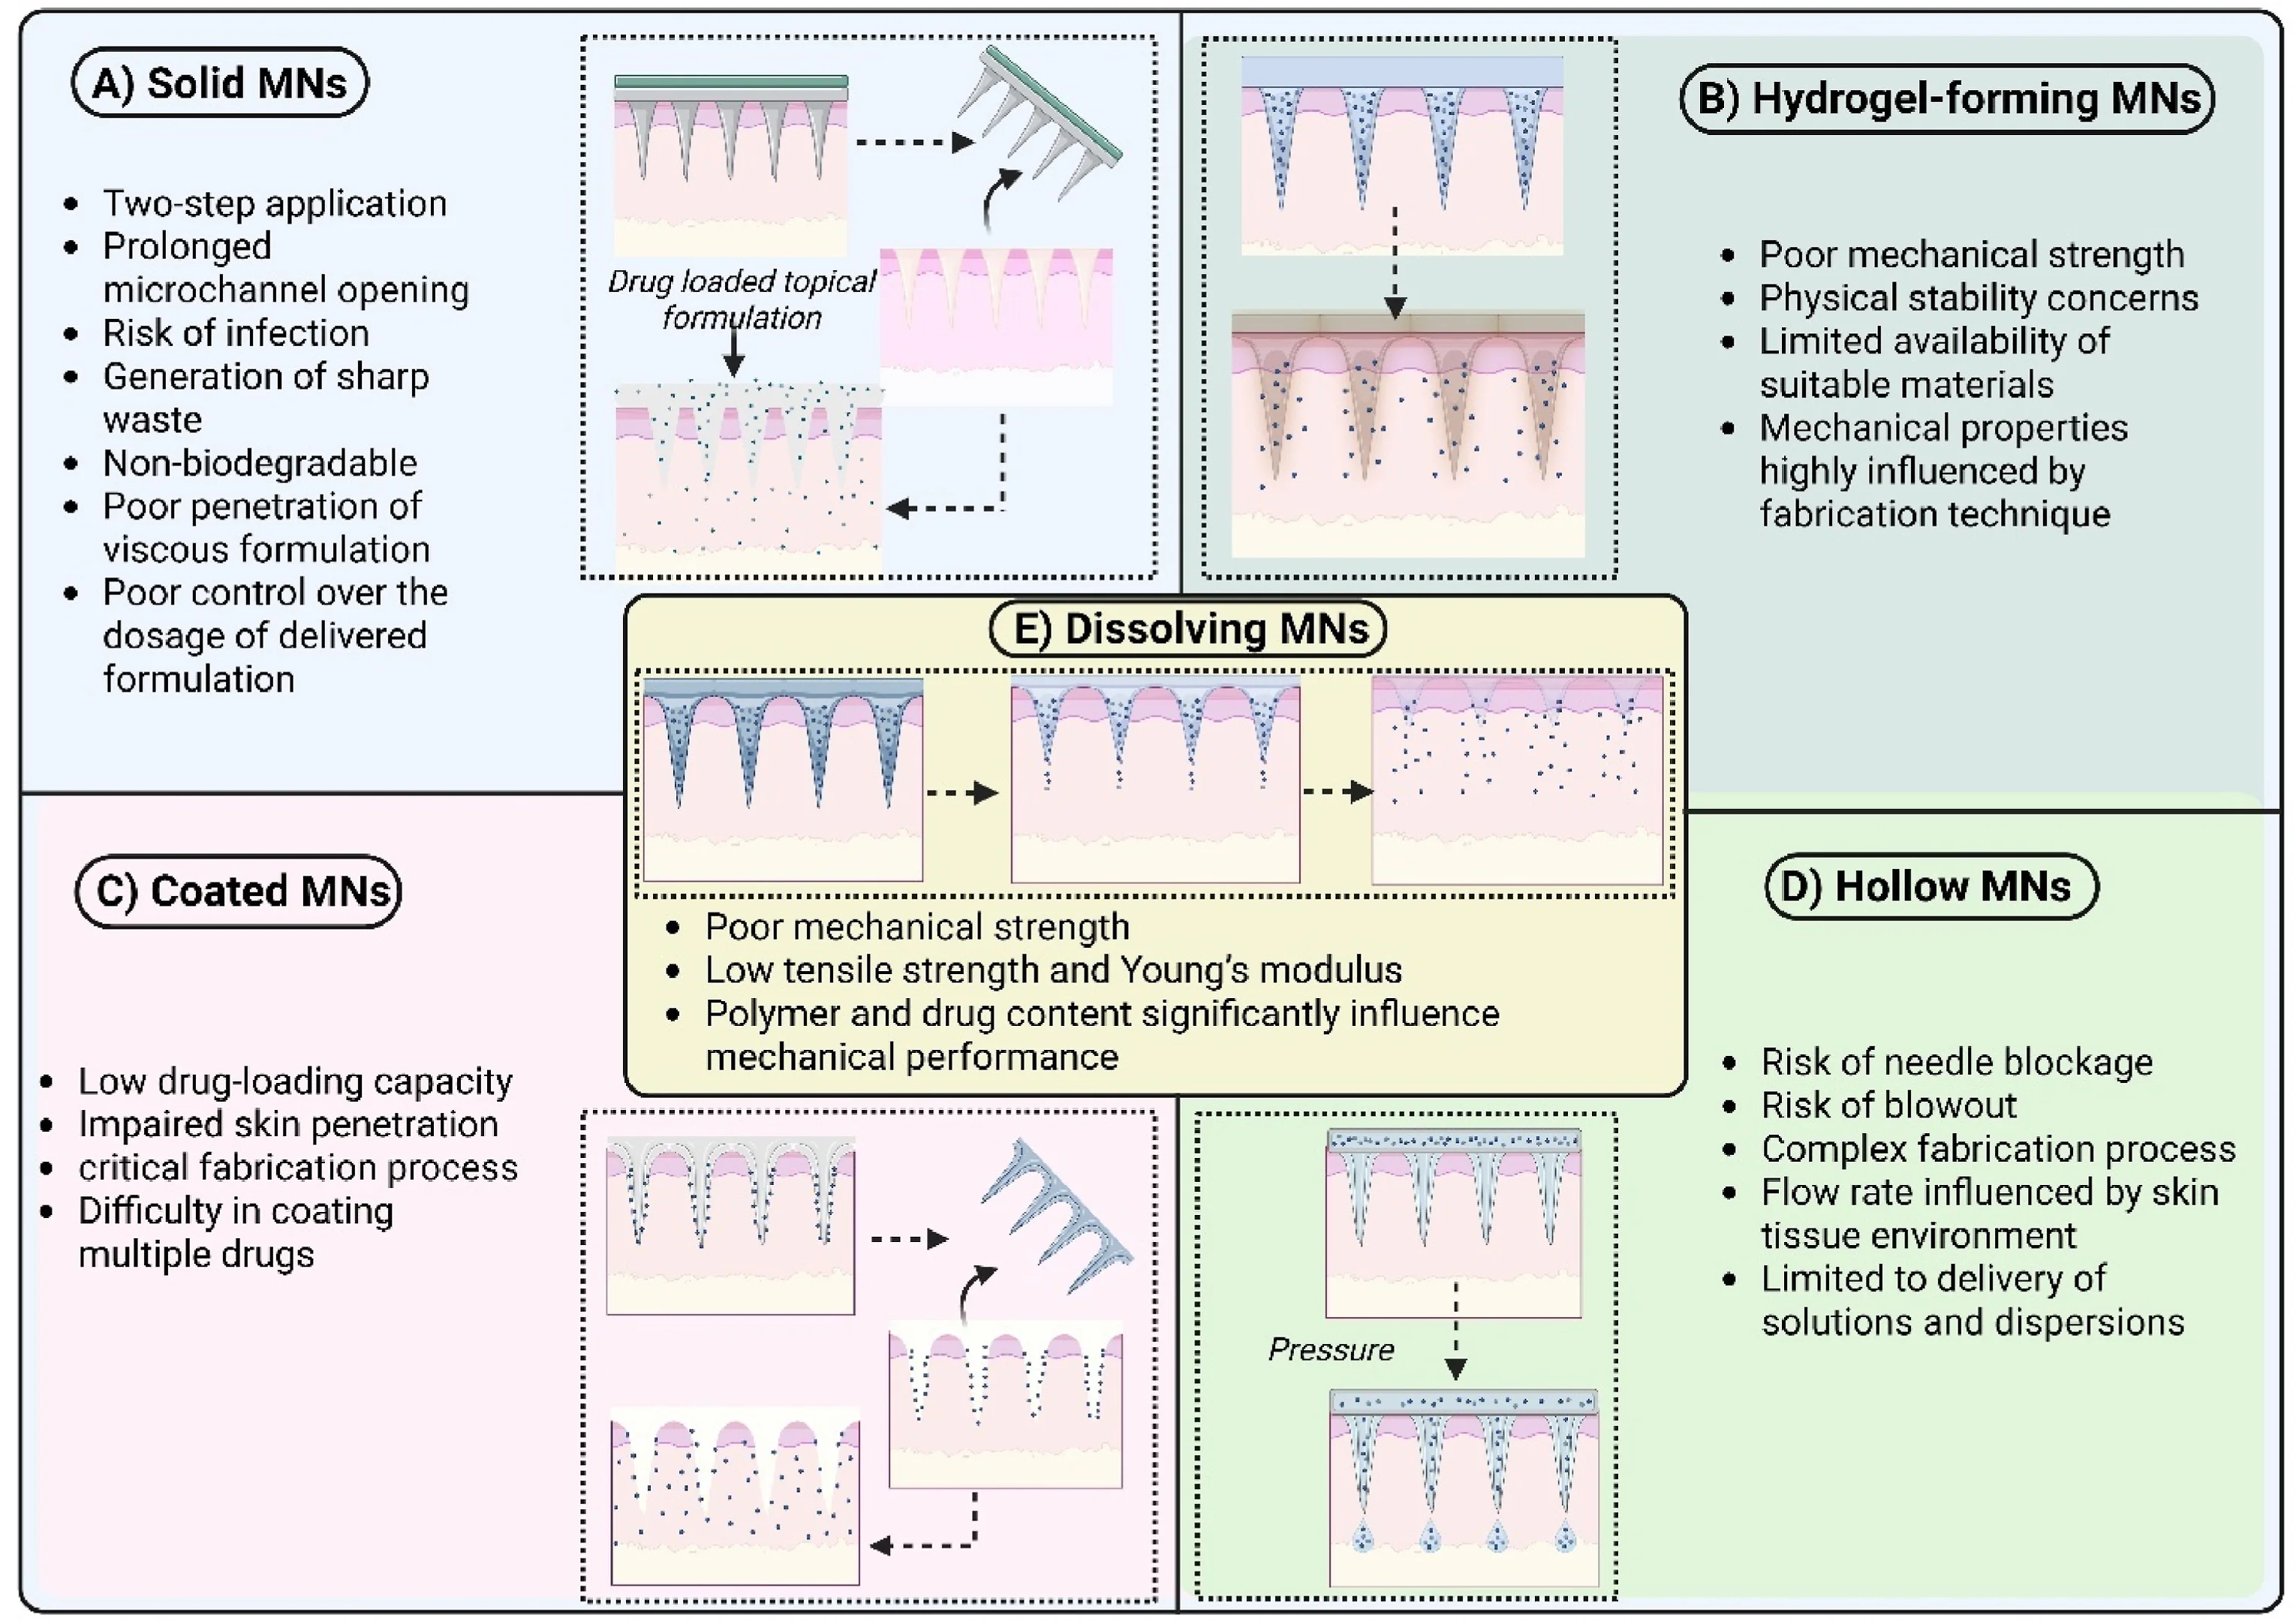 A) Solid MNs
• Two-step application
• Prolonged
microchannel opening
• Risk of infection
• Generation of sharp
waste
• Non-biodegradable
• Poor penetration of
viscous formulation
• Poor control over the
dosage of delivered
formulation
Drug loaded topical
formulation
B) Hydrogel-forming MNs
• Poor mechanical strength
• Physical stability concerns
• Limited availability of
suitable materials
• Mechanical properties
highly influenced by
fabrication technique
E) Dissolving MNs
• Poor mechanical strength
• Low tensile strength and Young's modulus
• Polymer and drug content significantly influence
mechanical performance
C) Coated MNs
• Low drug-loading capacity
• Impaired skin penetration
• critical fabrication process
• Difficulty in coating
multiple drugs
D) Hollow MNs
• Risk of needle blockage
• Risk of blowout
• Complex fabrication process
• Flow rate influenced by skin
tissue environment
• Limited to delivery of
solutions and dispersions
Pressure